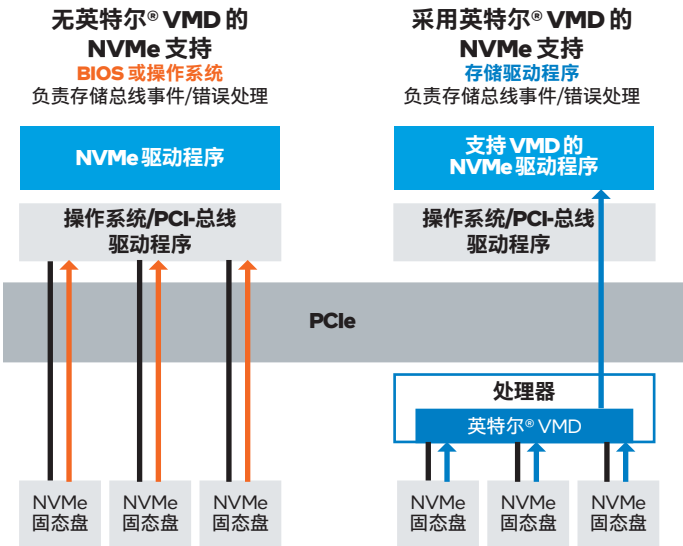 无英特尔® VMD 的
NVMe 支持
BIOS 或操作系统
负责存储总线事件/错误处理
NVMe 驱动程序
操作系统/PCI-总线
驱动程序
采用英特尔® VMD 的
NVMe 支持
存储驱动程序
负责存储总线事件/错误处理
支持 VMD 的
NVMe 驱动程序
操作系统/PCI-总线
驱动程序
PCIe
处理器
英特尔® VMD
NVMe
固态盘
NVMe
固态盘
NVMe
固态盘
NVMe
固态盘
NVMe
固态盘
NVMe
固态盘